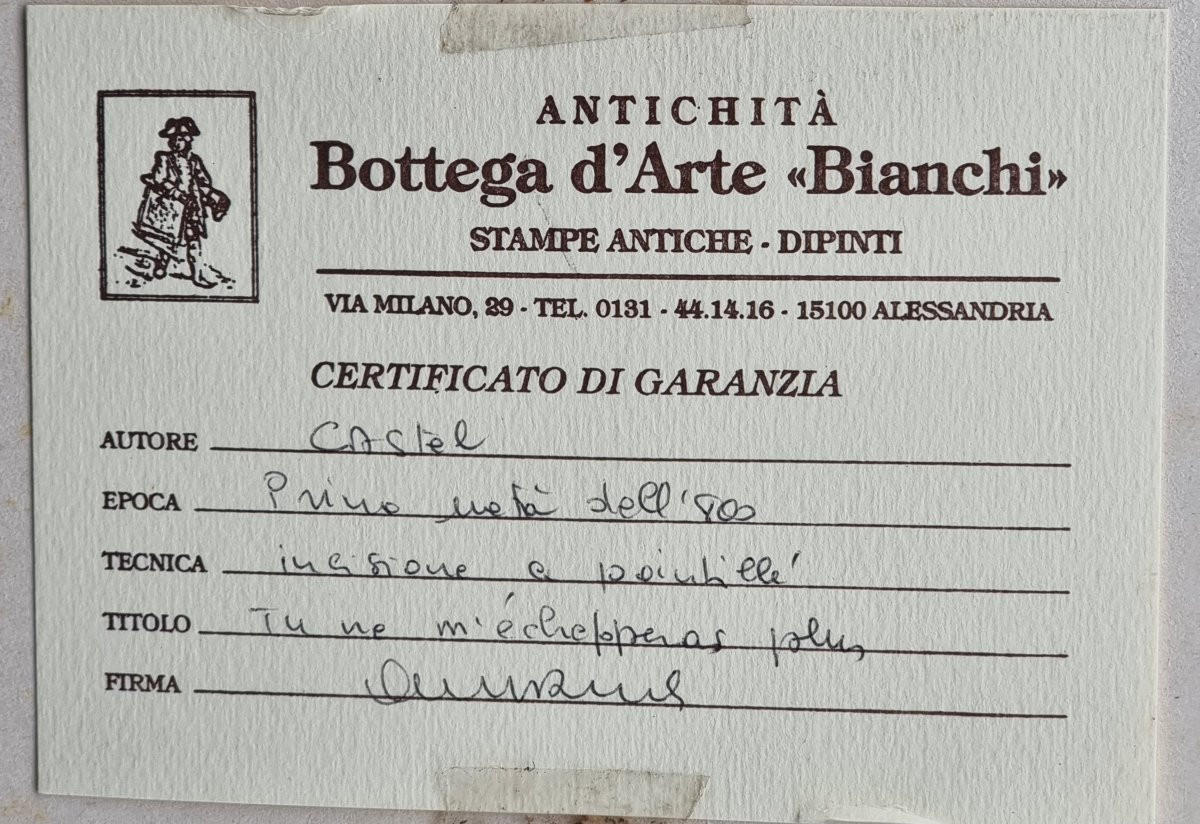 ANTICHITÀ
Bottega d'Arte «Bianchi»
STAMPE ANTICHE - DIPINTI
VIA MILANO, 29 - TEL. 0131 - 44.14.16 - 15100 ALESSANDRIA
CERTIFICATO DI GARANZIA
AUTORE Castel
EPOCA Prima metà dell'800
TECNICA incisione a pointillé
TITOLO Tu ne m'échapperas plus
FIRMA